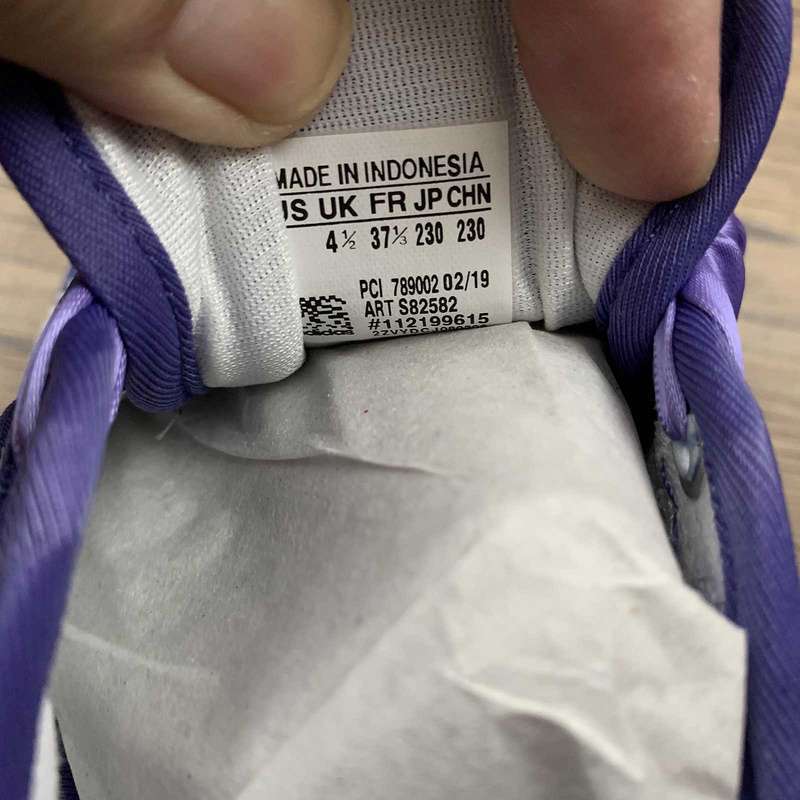 MADE IN INDONESIA
US UK FR JP CHN
4½ 37⅓ 230 230
PCI 789002 02/19
ART S82582
adidas #112199615